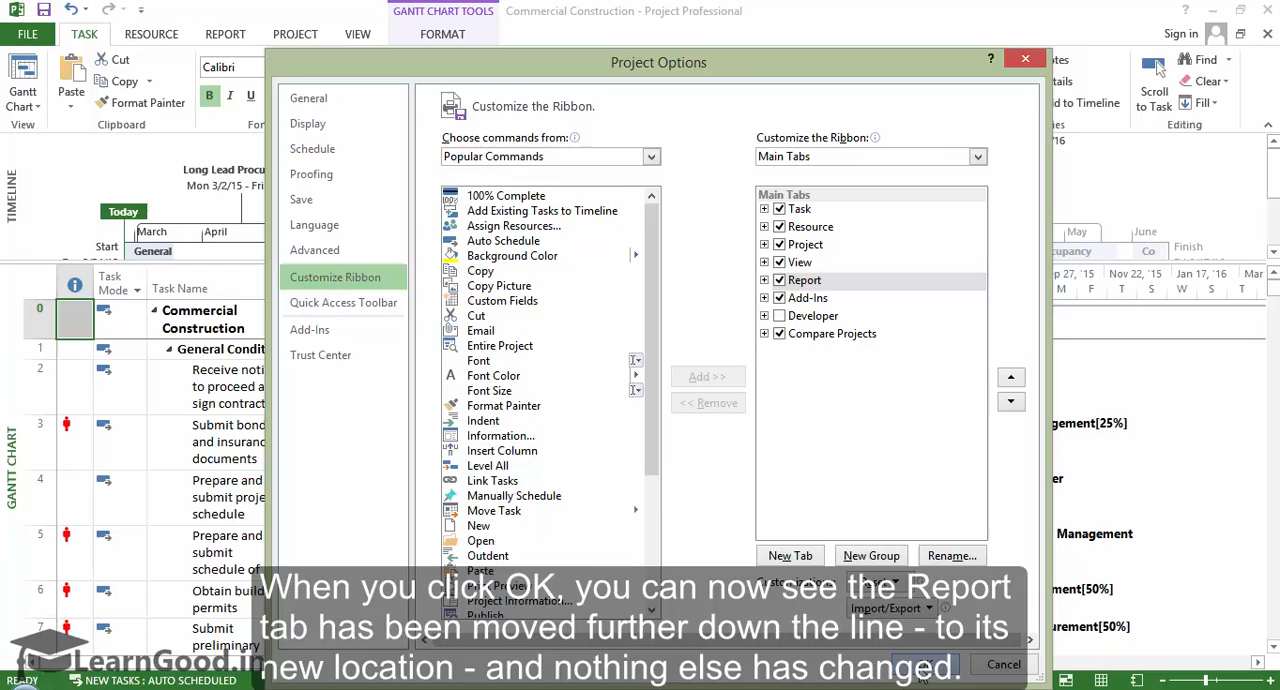 GANTT CHART TOOLS
Commercial Construction - Project Professional
FILE TASK RESOURCE REPORT PROJECT VIEW FORMAT
Sign in
Gantt Chart
Paste
Cut
Copy
Format Painter
Calibri
B I U
View
Clipboard
Scroll to Task
Find
Clear
Fill
Editing
d to Timeline
TIMELINE
Long Lead Procu
Mon 3/2/15 - Fri
Today
March
April
Start
General
May
June
Finish
cupancy
Co
Task Mode
Task Name
0 Commercial Construction
1 General Condit
2 Receive noti
to proceed a
sign contract
3 Submit bond
and insuranc
documents
4 Prepare and
submit proje
schedule
5 Prepare and
submit
schedule of
6 Obtain build
permits
7 Submit
preliminary
GANTT CHART
Sep 27, '15 Nov 22, '15 Jan 17, '16 Mar
M F T S W S T
agement[25%]
er
Management
ement[50%]
urement[50%]
Project Options
General
Display
Schedule
Proofing
Save
Language
Advanced
Customize Ribbon
Quick Access Toolbar
Add-Ins
Trust Center
Customize the Ribbon.
Choose commands from:
Popular Commands
100% Complete
Add Existing Tasks to Timeline
Assign Resources...
Auto Schedule
Background Color
Copy
Copy Picture
Custom Fields
Cut
Email
Entire Project
Font
Font Color
Font Size
Format Painter
Indent
Information...
Insert Column
Level All
Link Tasks
Manually Schedule
Move Task
New
Open
Outdent
Paste
Project Information...
Publish
Add >>
<< Remove
Customize the Ribbon:
Main Tabs
Main Tabs
Task
Resource
Project
View
Report
Add-Ins
Developer
Compare Projects
New Tab
New Group
Rename...
Import/Export
Cancel
When you click OK, you can now see the Report
tab has been moved further down the line - to its
new location - and nothing else has changed.
LearnGood.in
READY
NEW TASKS : AUTO SCHEDULED